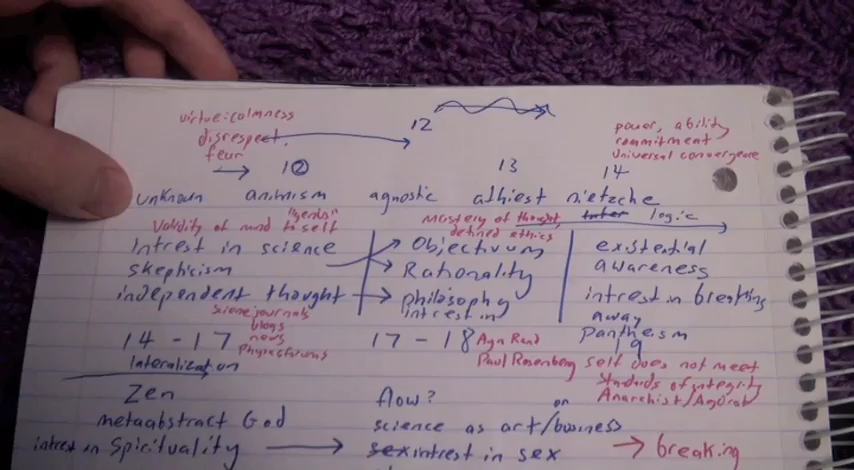 virtue: calmness
disrespect,
fear
12
power, ability
commitment
universal convergence
10
13
14
unknown animism agnostic athiest nietzche
Validity of mind to self
mastery of thought,
defined ethics
logic
Intrest in science
skepticism
independent thought
Objectivism
Rationality
philosophy
intrest in
existential
awareness
intrest in breaking
away
Pantheism
science journals
blogs
news
Physicsforums
14 - 17
17 - 18
Ayn Rand
Paul Rosenberg
19
self does not meet
standards of integrity
Anarchist/Agorist
lateralization
Zen
metaabstract God
intrest in Spirituality
flow?
or
science as art/business
sex intrest in sex
breaking